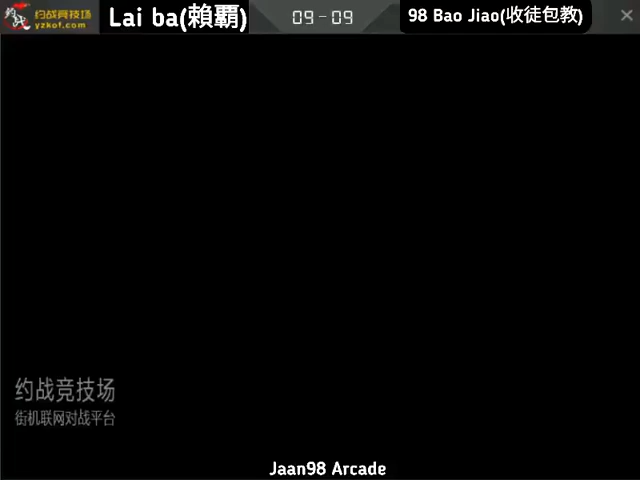 约战竞技场
yzkof.com
Lai ba(賴霸)
09-09
98 Bao Jiao(收徒包教)
约战竞技场
街机联网对战平台
Jaan98 Arcade